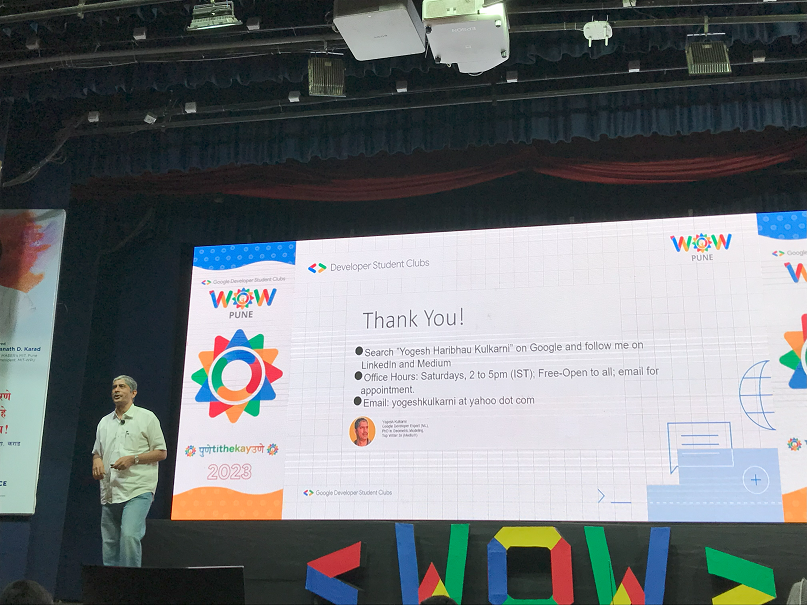 WOW
PUNE
Developer Student Clubs
WOW
PUNE
Google Developer Student Clubs
WOW
PUNE
Thank You!
Search "Yogesh Haribhau Kulkarni" on Google and follow me on
LinkedIn and Medium
Office Hours: Saturdays, 2 to 5pm (IST); Free-Open to all; email for
appointment.
Email: yogeshkulkarni at yahoo dot com
Yogesh Kulkarni
Google Developer Expert (ML),
PhD in Geometric Modeling,
Top Writer in (Medium)
पुणेtithekayउणे
2023
Google Developer Student Clubs
anath D. Karad
<WOW>